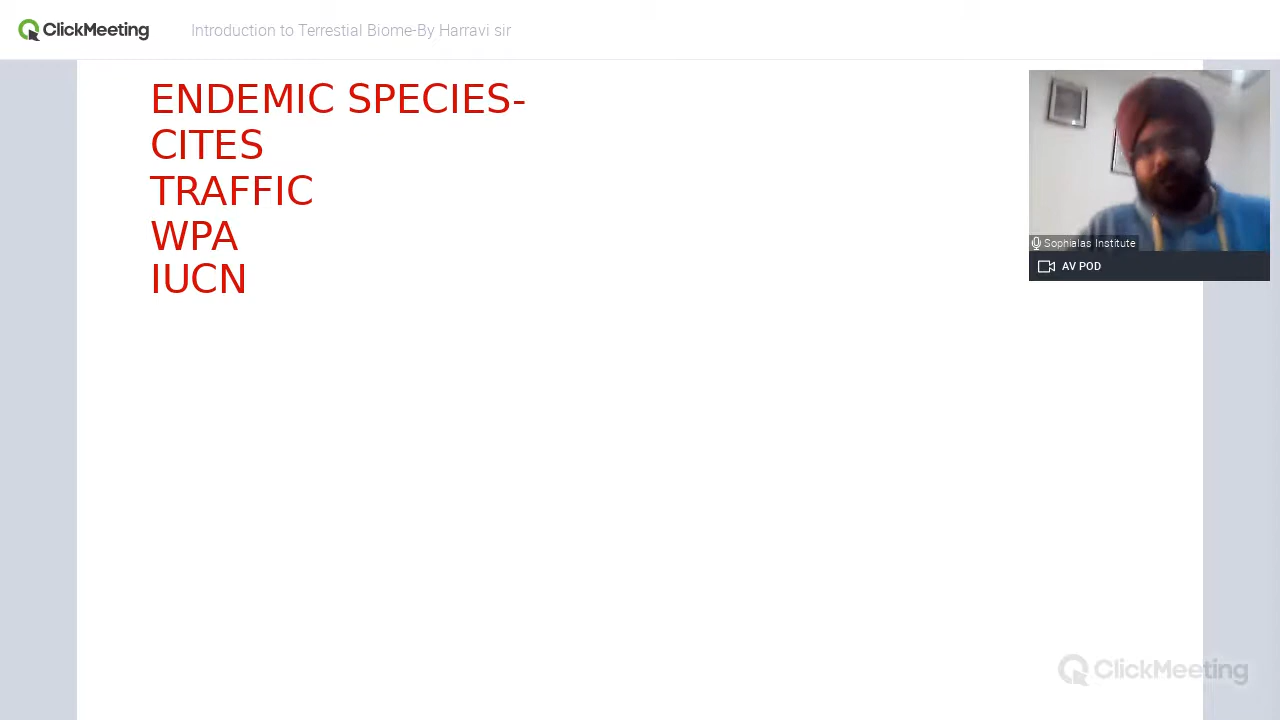 ClickMeeting
Introduction to Terrestial Biome-By Harravi sir
ENDEMIC SPECIES-
CITES
TRAFFIC
WPA
IUCN
Sophialas Institute
AV POD
ClickMeeting